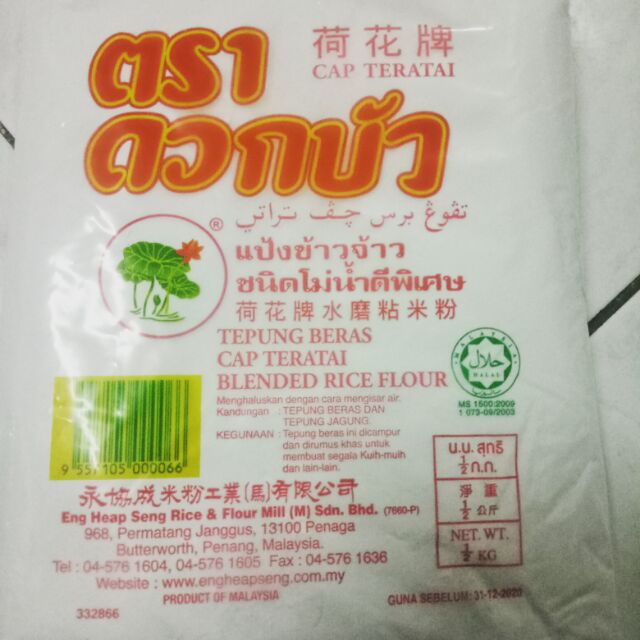 ตรา
ดอกบัว
荷花牌
CAP TERATAI
®
تڤوڠ برس چڤ تراتي
แป้งข้าวจ้าว
ชนิดโม่น้ำดีพิเศษ
荷花牌水磨粘米粉
TEPUNG BERAS
CAP TERATAI
BLENDED RICE FLOUR
MALAYSIA
حلال
HALAL
MS 1500:2009
1 073-09/2003
Menghaluskan dengan cara mengisar air.
Kandungan : TEPUNG BERAS DAN
TEPUNG JAGUNG.
KEGUNAAN : Tepung beras ini dicampur
dan dirumus khas untuk
membuat segala Kuih-muih
dan lain-lain.
9 557105 000066
น.น. สุทธิ
½ ก.ก.
淨 重
½ 公斤
NET. WT.
½ KG
永協成米粉工業(馬)有限公司
Eng Heap Seng Rice & Flour Mill (M) Sdn. Bhd. (7660-P)
968, Permatang Janggus, 13100 Penaga
Butterworth, Penang, Malaysia.
Tel : 04-576 1604, 04-576 1605 Fax : 04-576 1636
Website : www.engheapseng.com.my
PRODUCT OF MALAYSIA
GUNA SEBELUM: 31-12-2020
332866